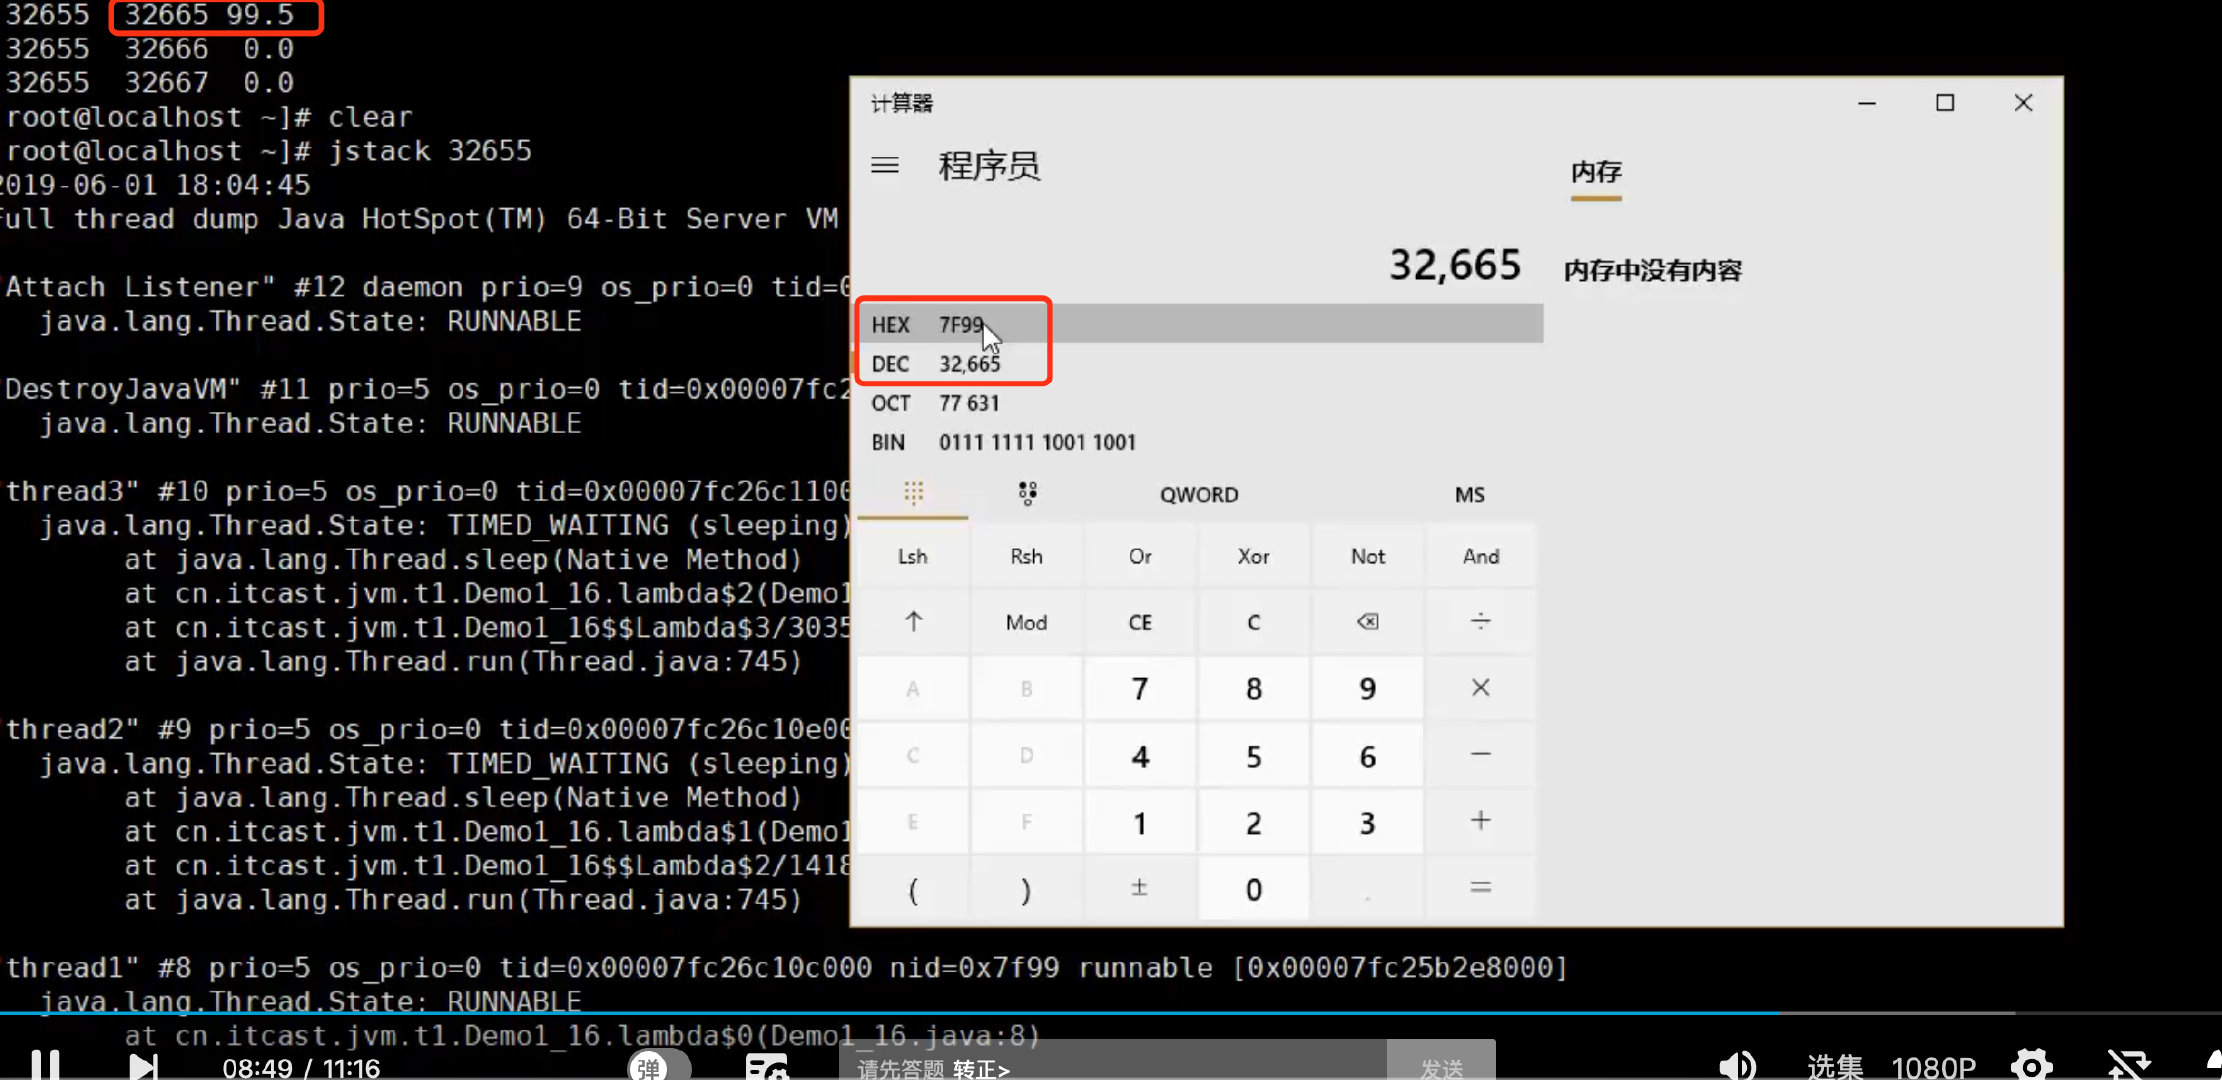 32655 32665 99.5
32655 32666 0.0
32655 32667 0.0
root@localhost ~]# clear
root@localhost ~]# jstack 32655
2019-06-01 18:04:45
Full thread dump Java HotSpot(TM) 64-Bit Server VM
Attach Listener" #12 daemon prio=9 os_prio=0 tid=0
java.lang.Thread.State: RUNNABLE
DestroyJavaVM" #11 prio=5 os_prio=0 tid=0x00007fc2
java.lang.Thread.State: RUNNABLE
thread3" #10 prio=5 os_prio=0 tid=0x00007fc26c1100
java.lang.Thread.State: TIMED_WAITING (sleeping)
at java.lang.Thread.sleep(Native Method)
at cn.itcast.jvm.t1.Demo1_16.lambda$2(Demo1
at cn.itcast.jvm.t1.Demo1_16$$Lambda$3/3035
at java.lang.Thread.run(Thread.java:745)
thread2" #9 prio=5 os_prio=0 tid=0x00007fc26c10e00
java.lang.Thread.State: TIMED_WAITING (sleeping)
at java.lang.Thread.sleep(Native Method)
at cn.itcast.jvm.t1.Demo1_16.lambda$1(Demo1
at cn.itcast.jvm.t1.Demo1_16$$Lambda$2/1418
at java.lang.Thread.run(Thread.java:745)
thread1" #8 prio=5 os_prio=0 tid=0x00007fc26c10c000 nid=0x7f99 runnable [0x00007fc25b2e8000]
java.lang.Thread.State: RUNNABLE
at cn.itcast.jvm.t1.Demo1_16.lambda$0(Demo1_16.java:8)
计算器
程序员
内存
32,665
内存中没有内容
HEX 7F99
DEC 32,665
OCT 77 631
BIN 0111 1111 1001 1001
QWORD MS
Lsh Rsh Or Xor Not And
↑ Mod CE C ÷
A B 7 8 9 ×
C D 4 5 6 −
E F 1 2 3 +
( ) ± 0 . =
08:49 / 11:16
弹
请先答题 转正>
发送
选集
1080P